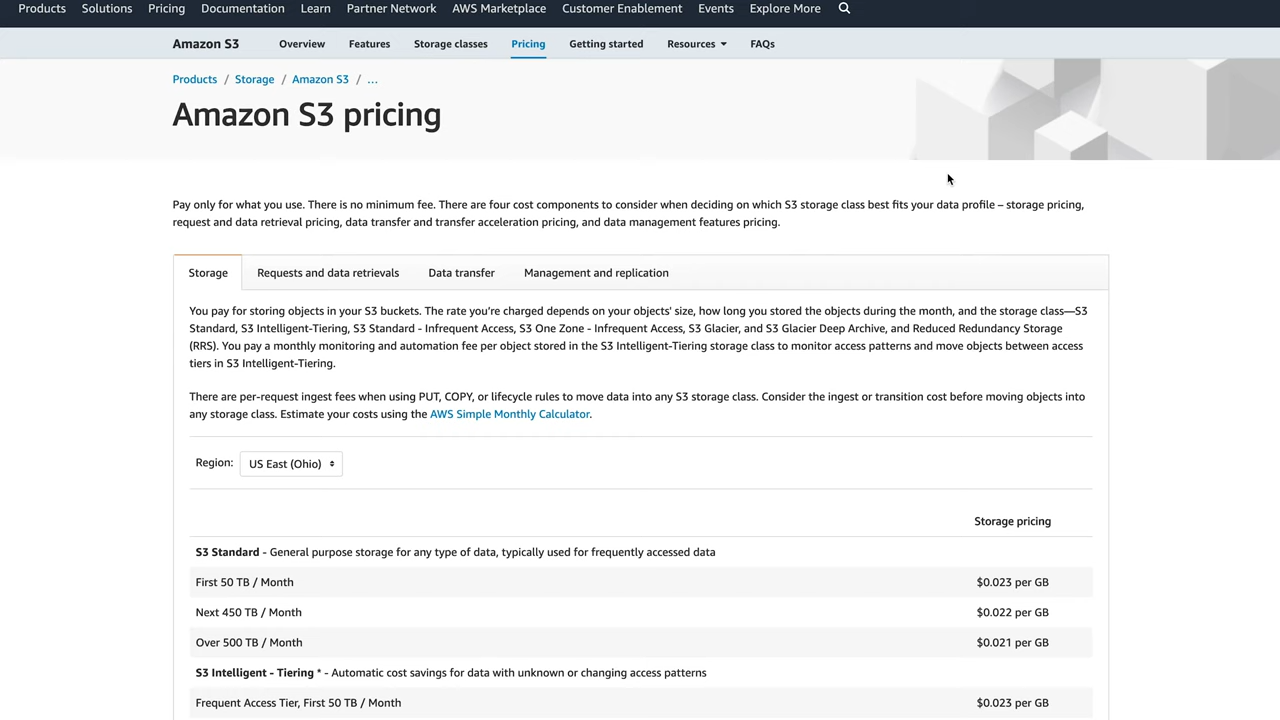 Products Solutions Pricing Documentation Learn Partner Network AWS Marketplace Customer Enablement Events Explore More
Amazon S3 Overview Features Storage classes Pricing Getting started Resources FAQs
Products / Storage / Amazon S3 / ...
Amazon S3 pricing
Pay only for what you use. There is no minimum fee. There are four cost components to consider when deciding on which S3 storage class best fits your data profile – storage pricing,
request and data retrieval pricing, data transfer and transfer acceleration pricing, and data management features pricing.
Storage Requests and data retrievals Data transfer Management and replication
You pay for storing objects in your S3 buckets. The rate you're charged depends on your objects' size, how long you stored the objects during the month, and the storage class—S3
Standard, S3 Intelligent-Tiering, S3 Standard - Infrequent Access, S3 One Zone - Infrequent Access, S3 Glacier, and S3 Glacier Deep Archive, and Reduced Redundancy Storage
(RRS). You pay a monthly monitoring and automation fee per object stored in the S3 Intelligent-Tiering storage class to monitor access patterns and move objects between access
tiers in S3 Intelligent-Tiering.
There are per-request ingest fees when using PUT, COPY, or lifecycle rules to move data into any S3 storage class. Consider the ingest or transition cost before moving objects into
any storage class. Estimate your costs using the AWS Simple Monthly Calculator.
Region: US East (Ohio)
Storage pricing
S3 Standard - General purpose storage for any type of data, typically used for frequently accessed data
First 50 TB / Month $0.023 per GB
Next 450 TB / Month $0.022 per GB
Over 500 TB / Month $0.021 per GB
S3 Intelligent - Tiering * - Automatic cost savings for data with unknown or changing access patterns
Frequent Access Tier, First 50 TB / Month $0.023 per GB